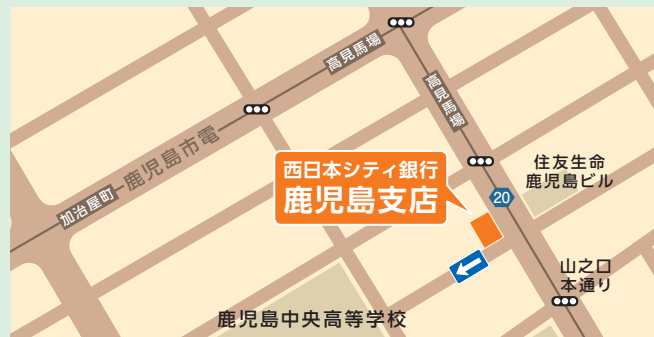 高見馬場
高見馬場
鹿児島市電
加治屋町
西日本シティ銀行
鹿児島支店
20
住友生命
鹿児島ビル
山之口
本通り
鹿児島中央高等学校